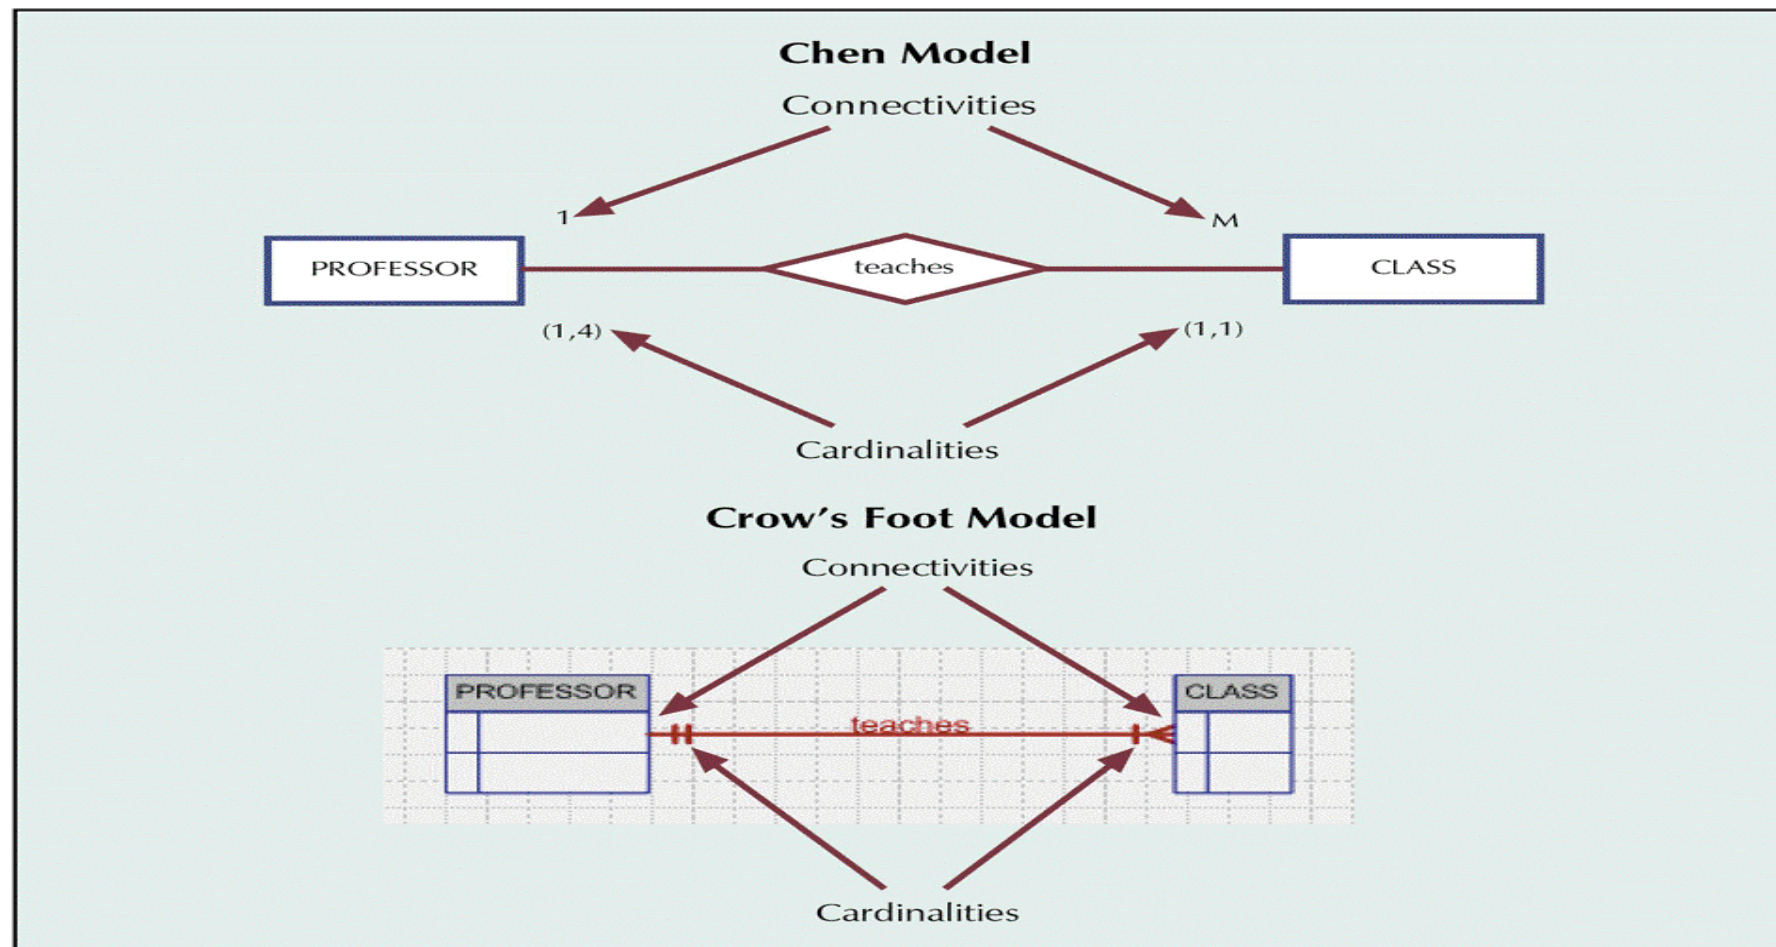 Chen Model
Connectivities
1 M
PROFESSOR teaches CLASS
(1,4) (1,1)
Cardinalities
Crow's Foot Model
Connectivities
PROFESSOR CLASS
teaches
Cardinalities